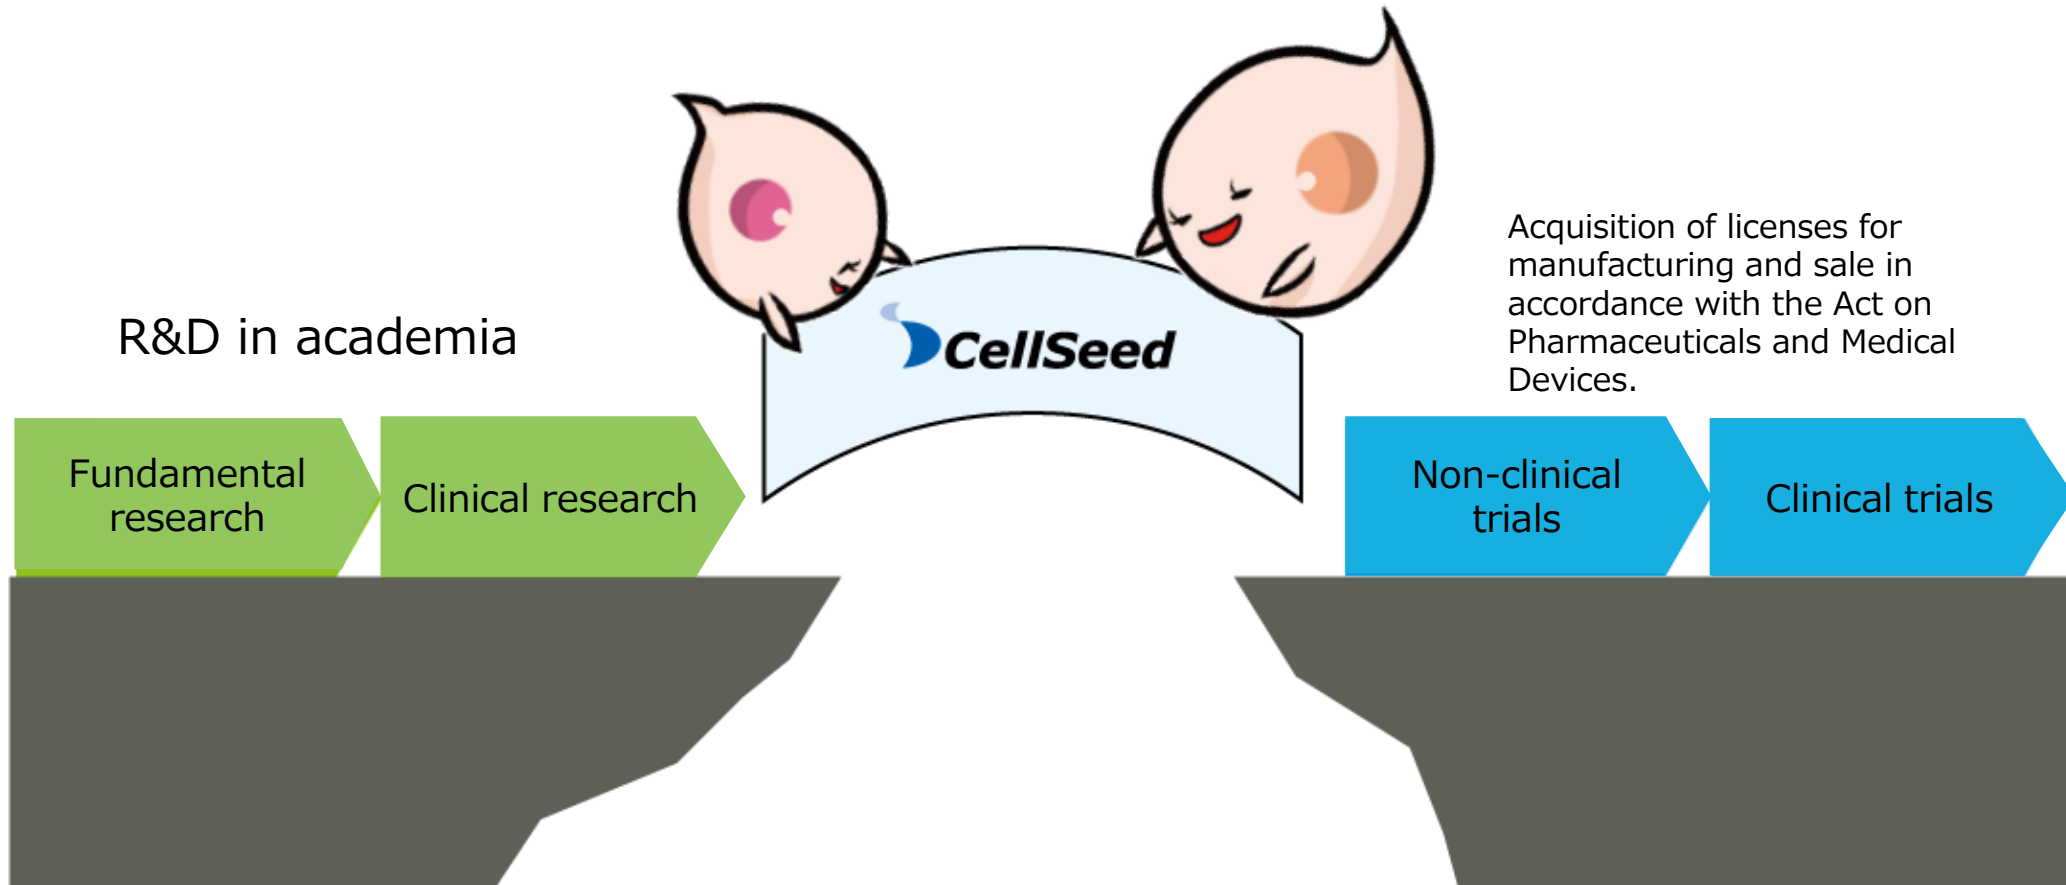 R&D in academia
Fundamental
research
Clinical research
CellSeed
Acquisition of licenses for
manufacturing and sale in
accordance with the Act on
Pharmaceuticals and Medical
Devices.
Non-clinical
trials
Clinical trials